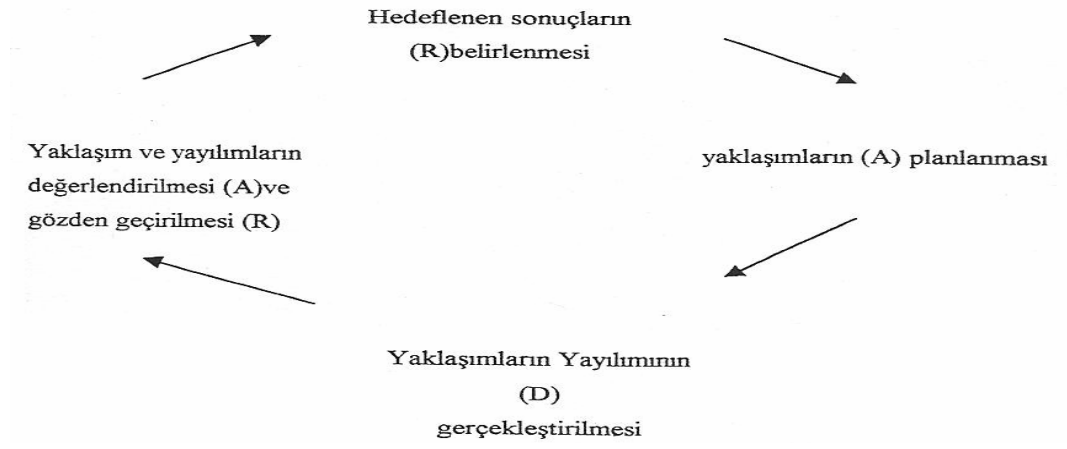 Hedeflenen sonuçların
(R)belirlenmesi
yaklaşımların (A) planlanması
Yaklaşımların Yayılımının
(D)
gerçekleştirilmesi
Yaklaşım ve yayılımların
değerlendirilmesi (A)ve
gözden geçirilmesi (R)